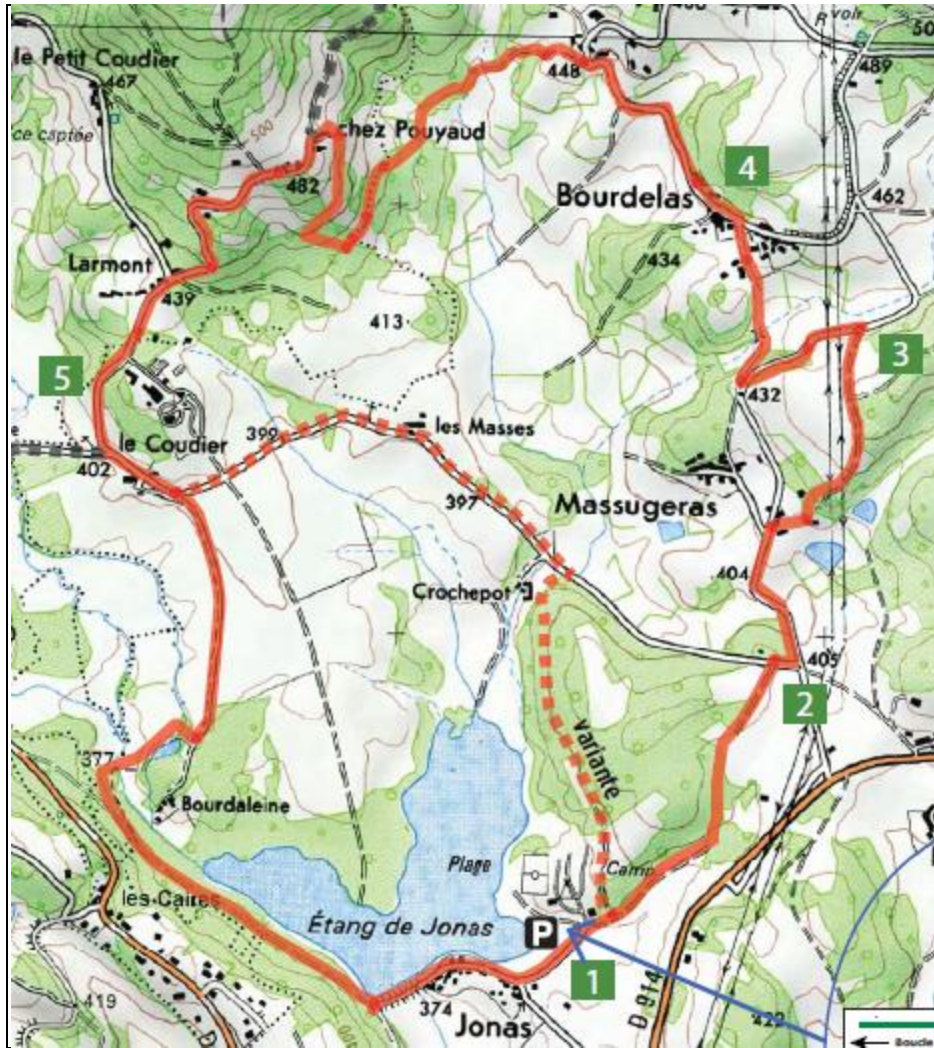 R voir
le Petit Coudier
467
448
489
ce captée
500
chez Pouyaud
482
4
Bourdelas
462
Larmont
434
439
413
3
5
432
les Masses
le Coudier
399
402
397
Massugeras
404
Crochepot
405
2
variante
377
Bourdaleine
Plage
Camp
les Caires
Étang de Jonas
P
1
419
374
Jonas
D 914
422
D
Boucle